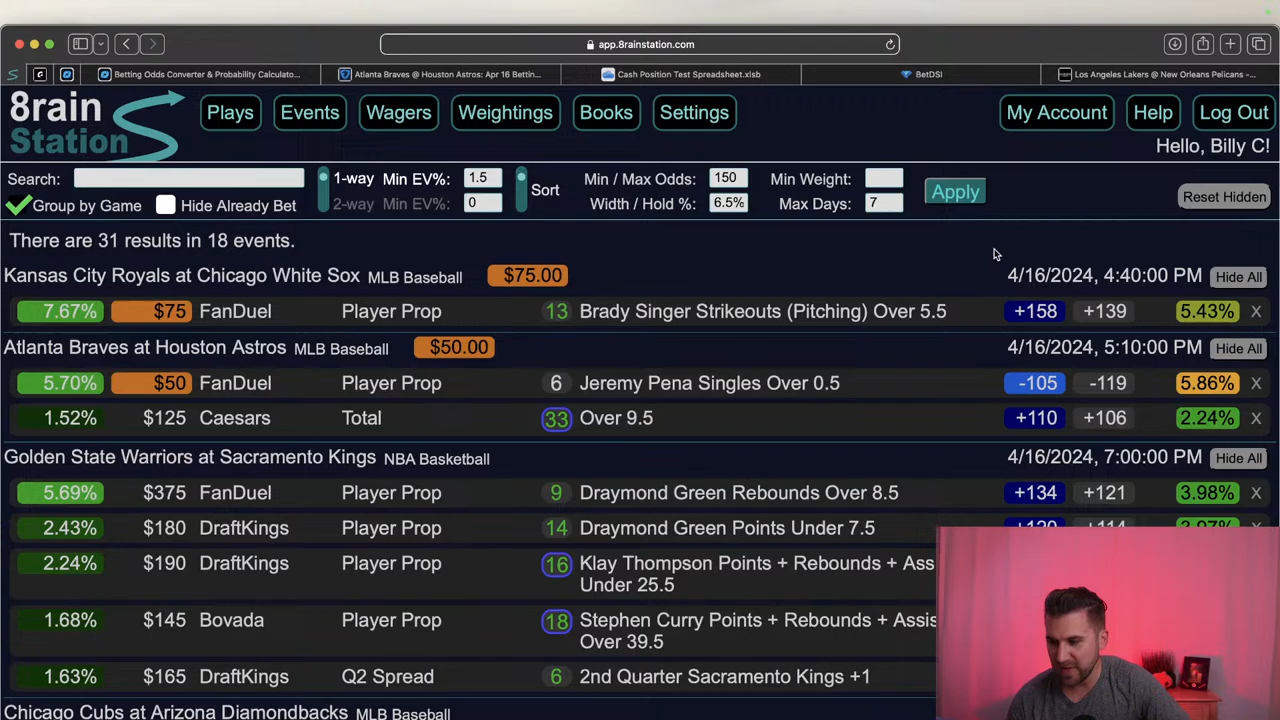 app.8rainstation.com
Betting Odds Converter & Probability Calculato...
Atlanta Braves @ Houston Astros: Apr 16 Bettin...
Cash Position Test Spreadsheet.xlsb
BetDSI
Los Angeles Lakers @ New Orleans Pelicans -...
8rain Station
Plays Events Wagers Weightings Books Settings My Account Help Log Out
Hello, Billy C!
Search: 1-way Min EV%: 1.5 Sort Min / Max Odds: 150 Min Weight: Apply Reset Hidden
Group by Game Hide Already Bet 2-way Min EV%: 0 Width / Hold %: 6.5% Max Days: 7
There are 31 results in 18 events.
Kansas City Royals at Chicago White Sox MLB Baseball $75.00 4/16/2024, 4:40:00 PM Hide All
7.67% $75 FanDuel Player Prop 13 Brady Singer Strikeouts (Pitching) Over 5.5 +158 +139 5.43% X
Atlanta Braves at Houston Astros MLB Baseball $50.00 4/16/2024, 5:10:00 PM Hide All
5.70% $50 FanDuel Player Prop 6 Jeremy Pena Singles Over 0.5 -105 -119 5.86% X
1.52% $125 Caesars Total 33 Over 9.5 +110 +106 2.24% X
Golden State Warriors at Sacramento Kings NBA Basketball 4/16/2024, 7:00:00 PM Hide All
5.69% $375 FanDuel Player Prop 9 Draymond Green Rebounds Over 8.5 +134 +121 3.98% X
2.43% $180 DraftKings Player Prop 14 Draymond Green Points Under 7.5
2.24% $190 DraftKings Player Prop 16 Klay Thompson Points + Rebounds + Ass
Under 25.5
1.68% $145 Bovada Player Prop 18 Stephen Curry Points + Rebounds + Assis
Over 39.5
1.63% $165 DraftKings Q2 Spread 6 2nd Quarter Sacramento Kings +1
Chicago Cubs at Arizona Diamondbacks MLB Baseball